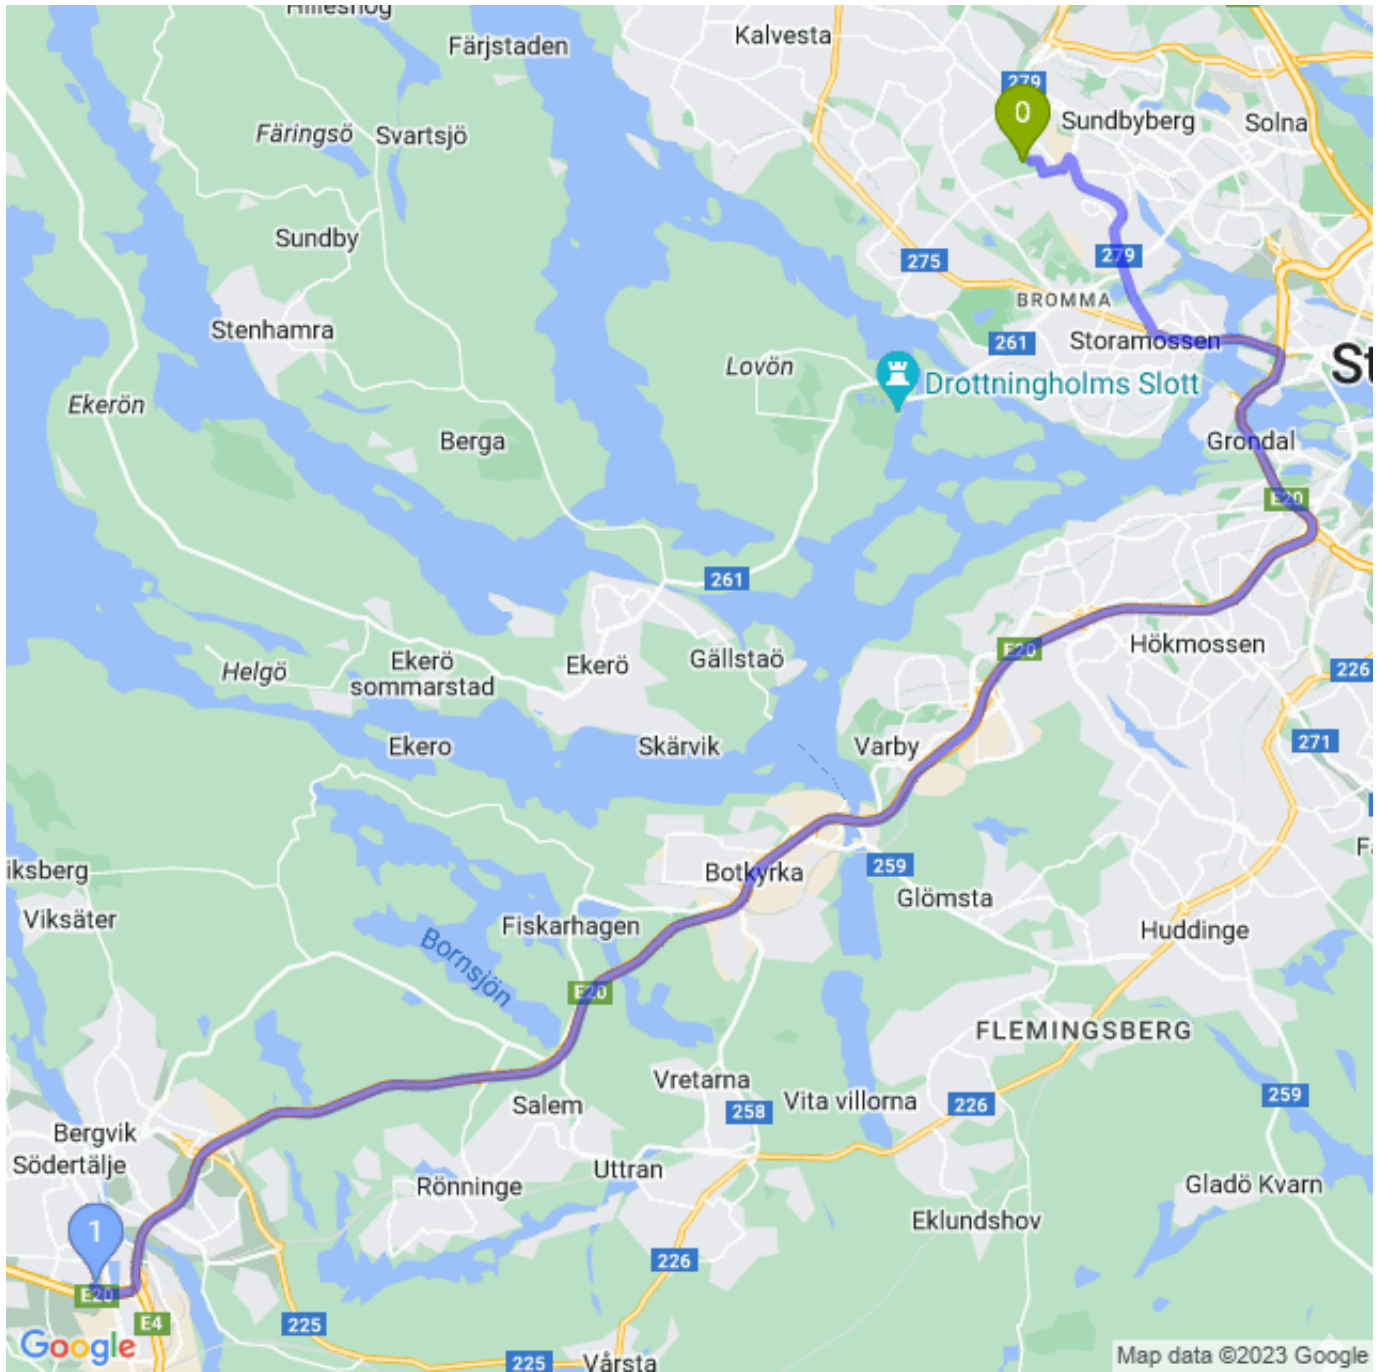 Hilleshög
Färjstaden
Kalvesta
279
0
Sundbyberg
Solna
Färingsö
Svartsjö
Sundby
275
279
BROMMA
Stenhamra
261
Storamossen
Lovön
St
Drottningholms Slott
Ekerön
Berga
Grondal
E20
261
Hökmossen
E20
Helgö
Ekerö
sommarstad
Ekerö
Gällstaö
226
Ekero
Skärvik
Varby
271
iksberg
Botkyrka
259
Fa
Viksäter
Fiskarhagen
Glömsta
Huddinge
Bornsjön
E20
FLEMINGSBERG
Vretarna
Salem
258
Vita villorna
226
259
Bergvik
Södertälje
Uttran
Rönninge
Gladö Kvarn
1
Eklundshov
226
E20
E4
225
Google
225
Vårsta
Map data ©2023 Google